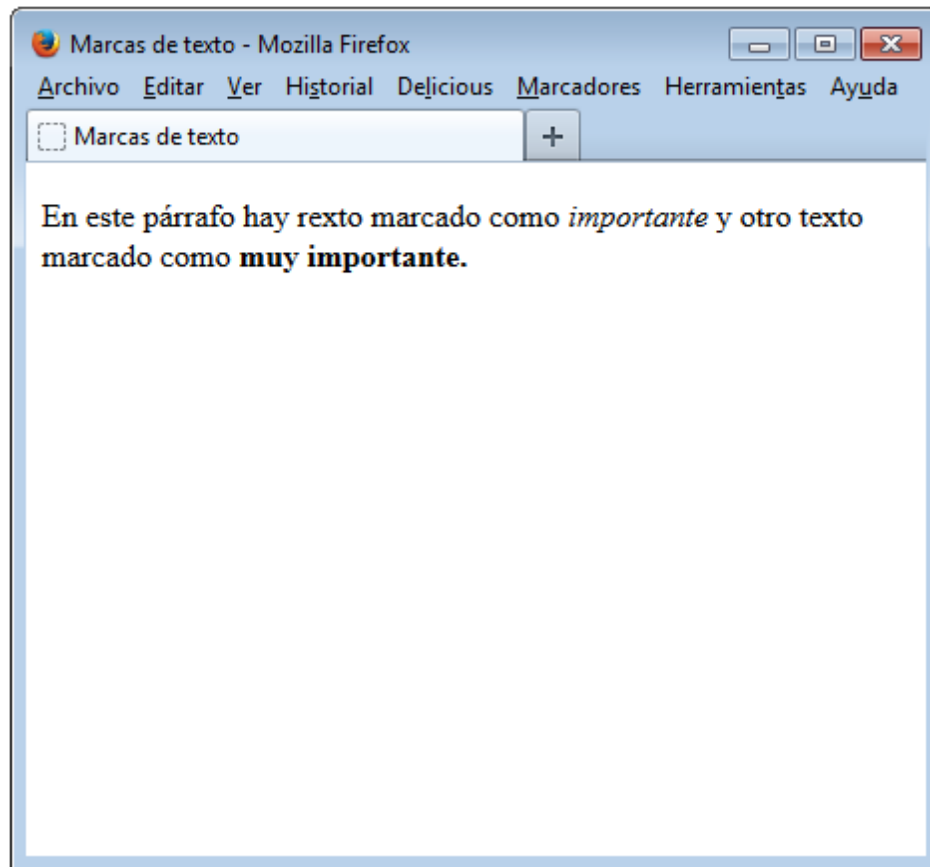 Marcas de texto - Mozilla Firefox
Archivo Editar Ver Historial Delicious Marcadores Herramientas Ayuda
Marcas de texto +
En este párrafo hay rexto marcado como importante y otro texto
marcado como muy importante.